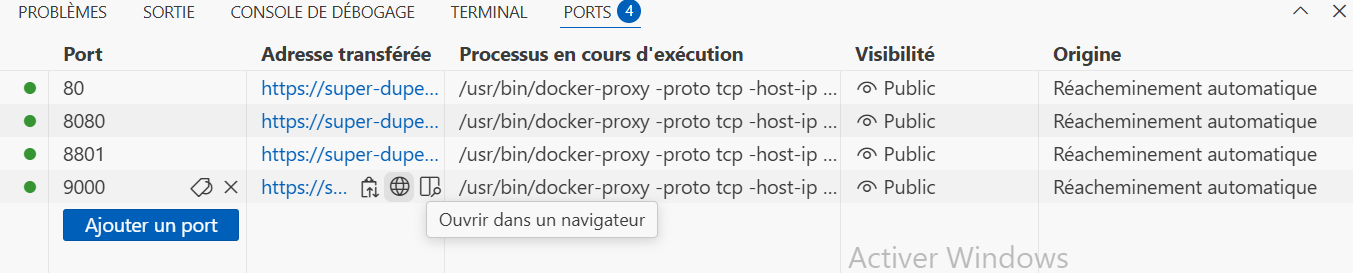 PROBLÈMES SORTIE CONSOLE DE DÉBOGAGE TERMINAL PORTS 4
Port Adresse transférée Processus en cours d'exécution Visibilité Origine
80 https://super-dupe... /usr/bin/docker-proxy -proto tcp -host-ip ... Public Réacheminement automatique
8080 https://super-dupe... /usr/bin/docker-proxy -proto tcp -host-ip ... Public Réacheminement automatique
8801 https://super-dupe... /usr/bin/docker-proxy -proto tcp -host-ip ... Public Réacheminement automatique
9000 https://s... /usr/bin/docker-proxy -proto tcp -host-ip ... Public Réacheminement automatique
Ajouter un port
Ouvrir dans un navigateur
Activer Windows